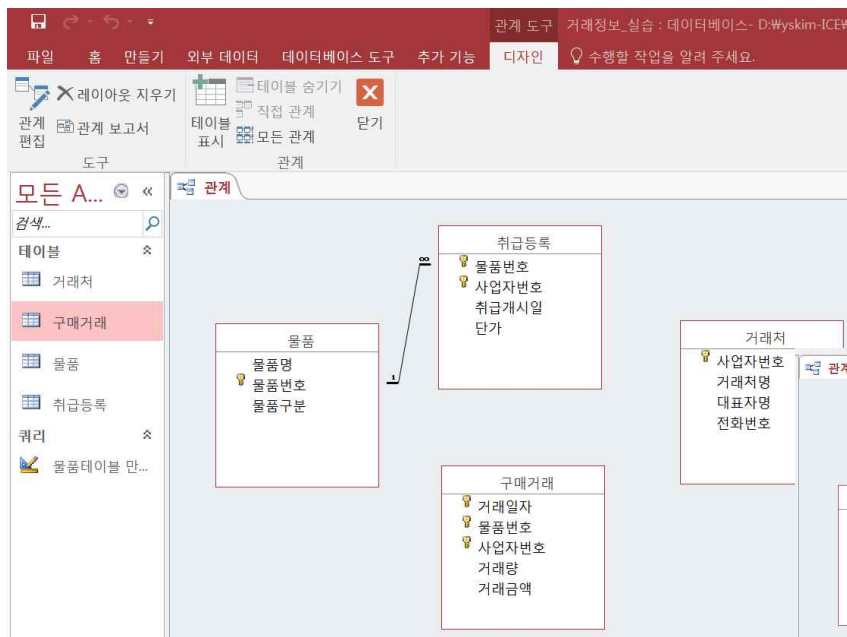 관계 도구 거래정보_실습 : 데이터베이스- D:₩yskim-ICE₩
파일 홈 만들기 외부 데이터 데이터베이스 도구 추가 기능 디자인 수행할 작업을 알려 주세요.
관계 편집
레이아웃 지우기
관계 보고서
도구
테이블 표시
테이블 숨기기
직접 관계
모든 관계
관계
닫기
모든 A... «
검색...
테이블
거래처
구매거래
물품
취급등록
쿼리
물품테이블 만...
관계
물품
물품명
물품번호
물품구분
1
∞
취급등록
물품번호
사업자번호
취급개시일
단가
구매거래
거래일자
물품번호
사업자번호
거래량
거래금액
거래처
사업자번호
거래처명
대표자명
전화번호